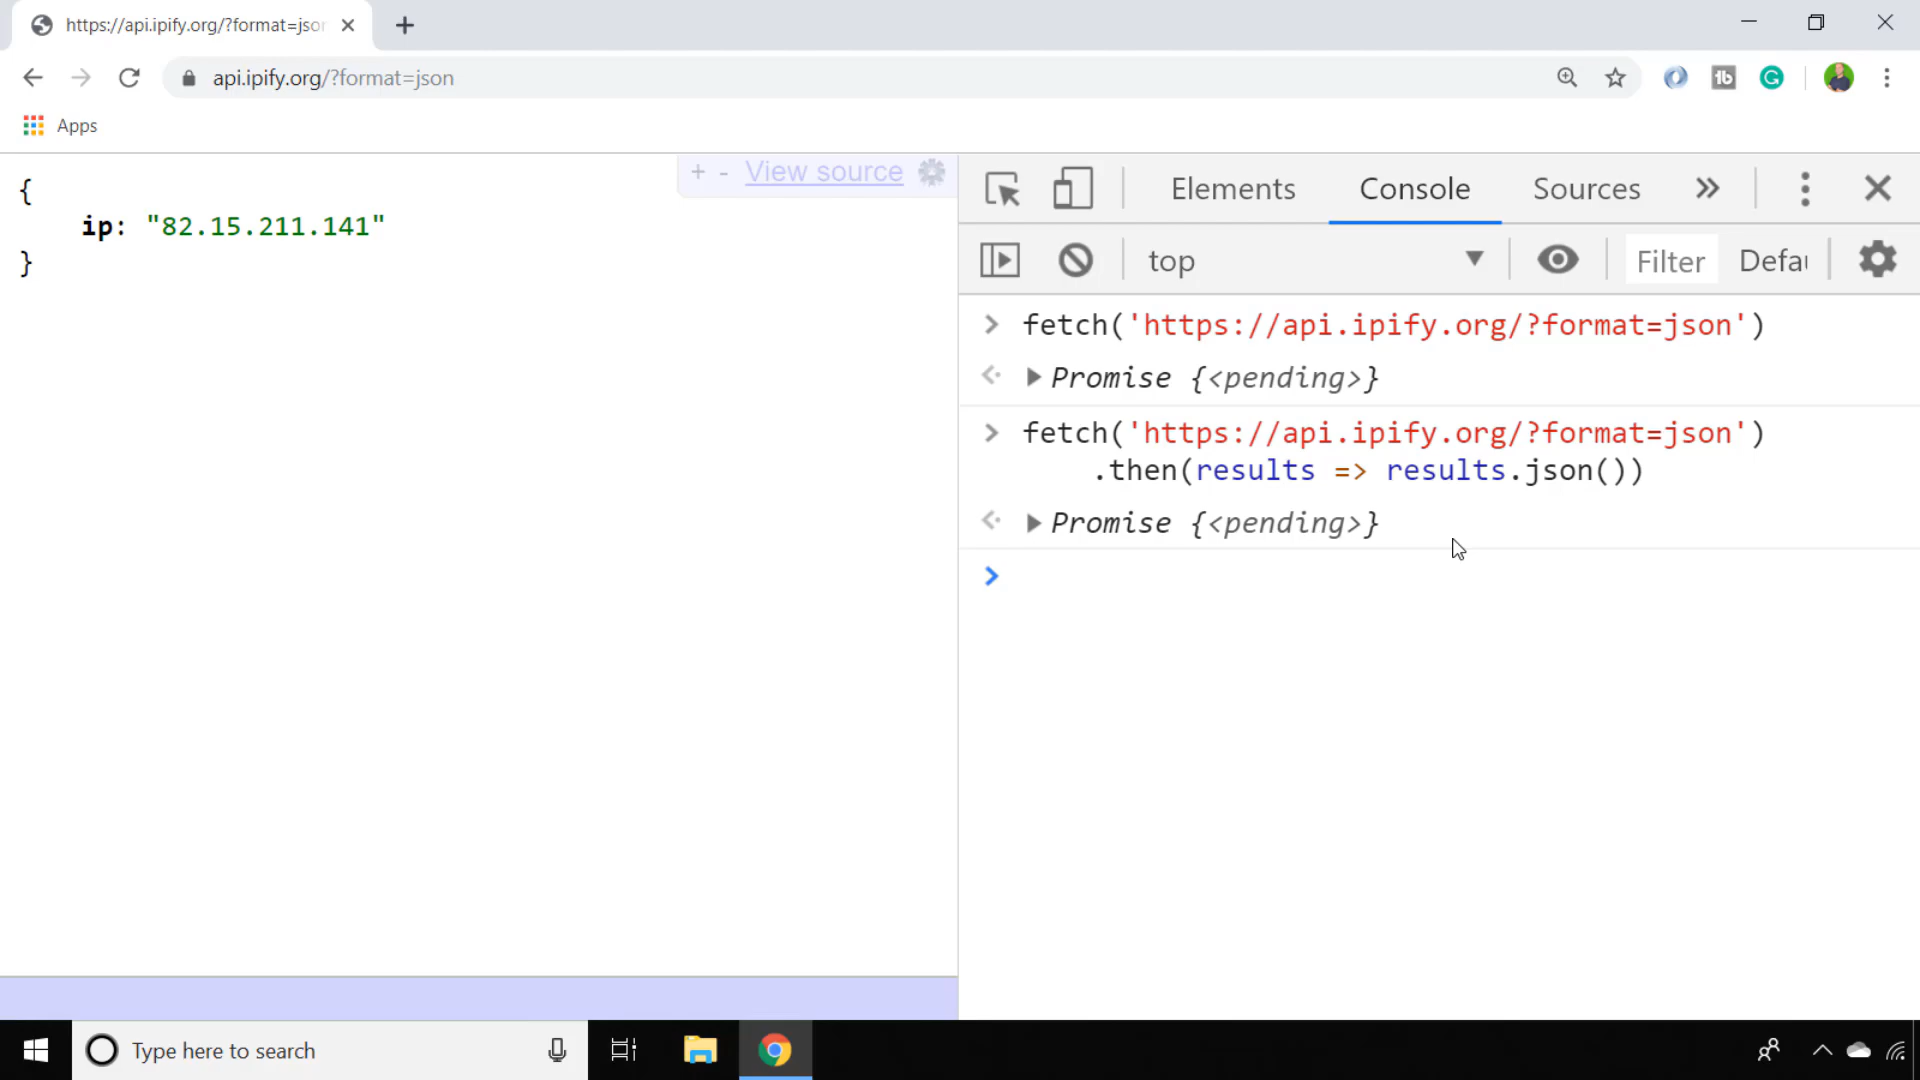 https://api.ipify.org/?format=jso
api.ipify.org/?format=json
Apps
{
ip: "82.15.211.141"
}
+ - View source
Elements Console Sources »
top Filter Defau
> fetch('https://api.ipify.org/?format=json')
Promise {<pending>}
> fetch('https://api.ipify.org/?format=json')
.then(results => results.json())
Promise {<pending>}
>
Type here to search